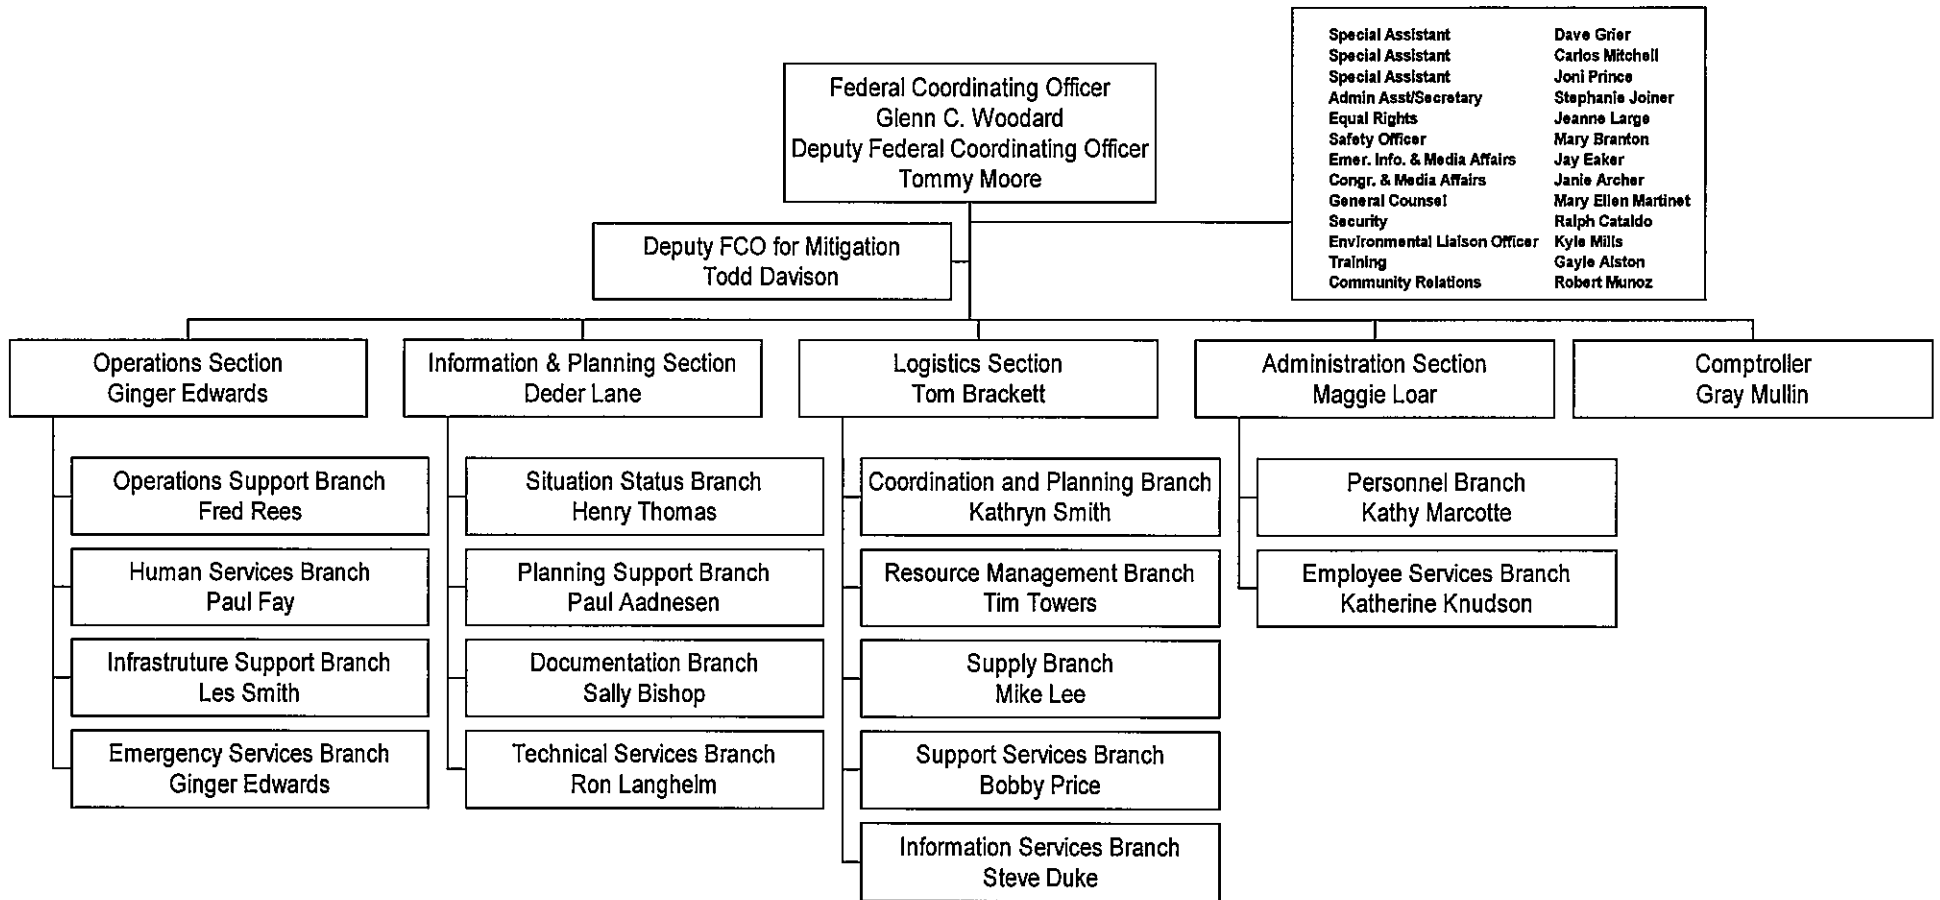 Federal Coordinating Officer
Glenn C. Woodard
Deputy Federal Coordinating Officer
Tommy Moore
Special Assistant Dave Grier
Special Assistant Carlos Mitchell
Special Assistant Joni Prince
Admin Asst/Secretary Stephanie Joiner
Equal Rights Jeanne Large
Safety Officer Mary Branton
Emer. Info. & Media Affairs Jay Eaker
Congr. & Media Affairs Janie Archer
General Counsel Mary Ellen Martinet
Security Ralph Cataldo
Environmental Liaison Officer Kyle Mills
Training Gayle Alston
Community Relations Robert Munoz
Deputy FCO for Mitigation
Todd Davison
Operations Section
Ginger Edwards
Operations Support Branch
Fred Rees
Human Services Branch
Paul Fay
Infrastruture Support Branch
Les Smith
Emergency Services Branch
Ginger Edwards
Information & Planning Section
Deder Lane
Situation Status Branch
Henry Thomas
Planning Support Branch
Paul Aadnesen
Documentation Branch
Sally Bishop
Technical Services Branch
Ron Langhelm
Logistics Section
Tom Brackett
Coordination and Planning Branch
Kathryn Smith
Resource Management Branch
Tim Towers
Supply Branch
Mike Lee
Support Services Branch
Bobby Price
Information Services Branch
Steve Duke
Administration Section
Maggie Loar
Personnel Branch
Kathy Marcotte
Employee Services Branch
Katherine Knudson
Comptroller
Gray Mullin